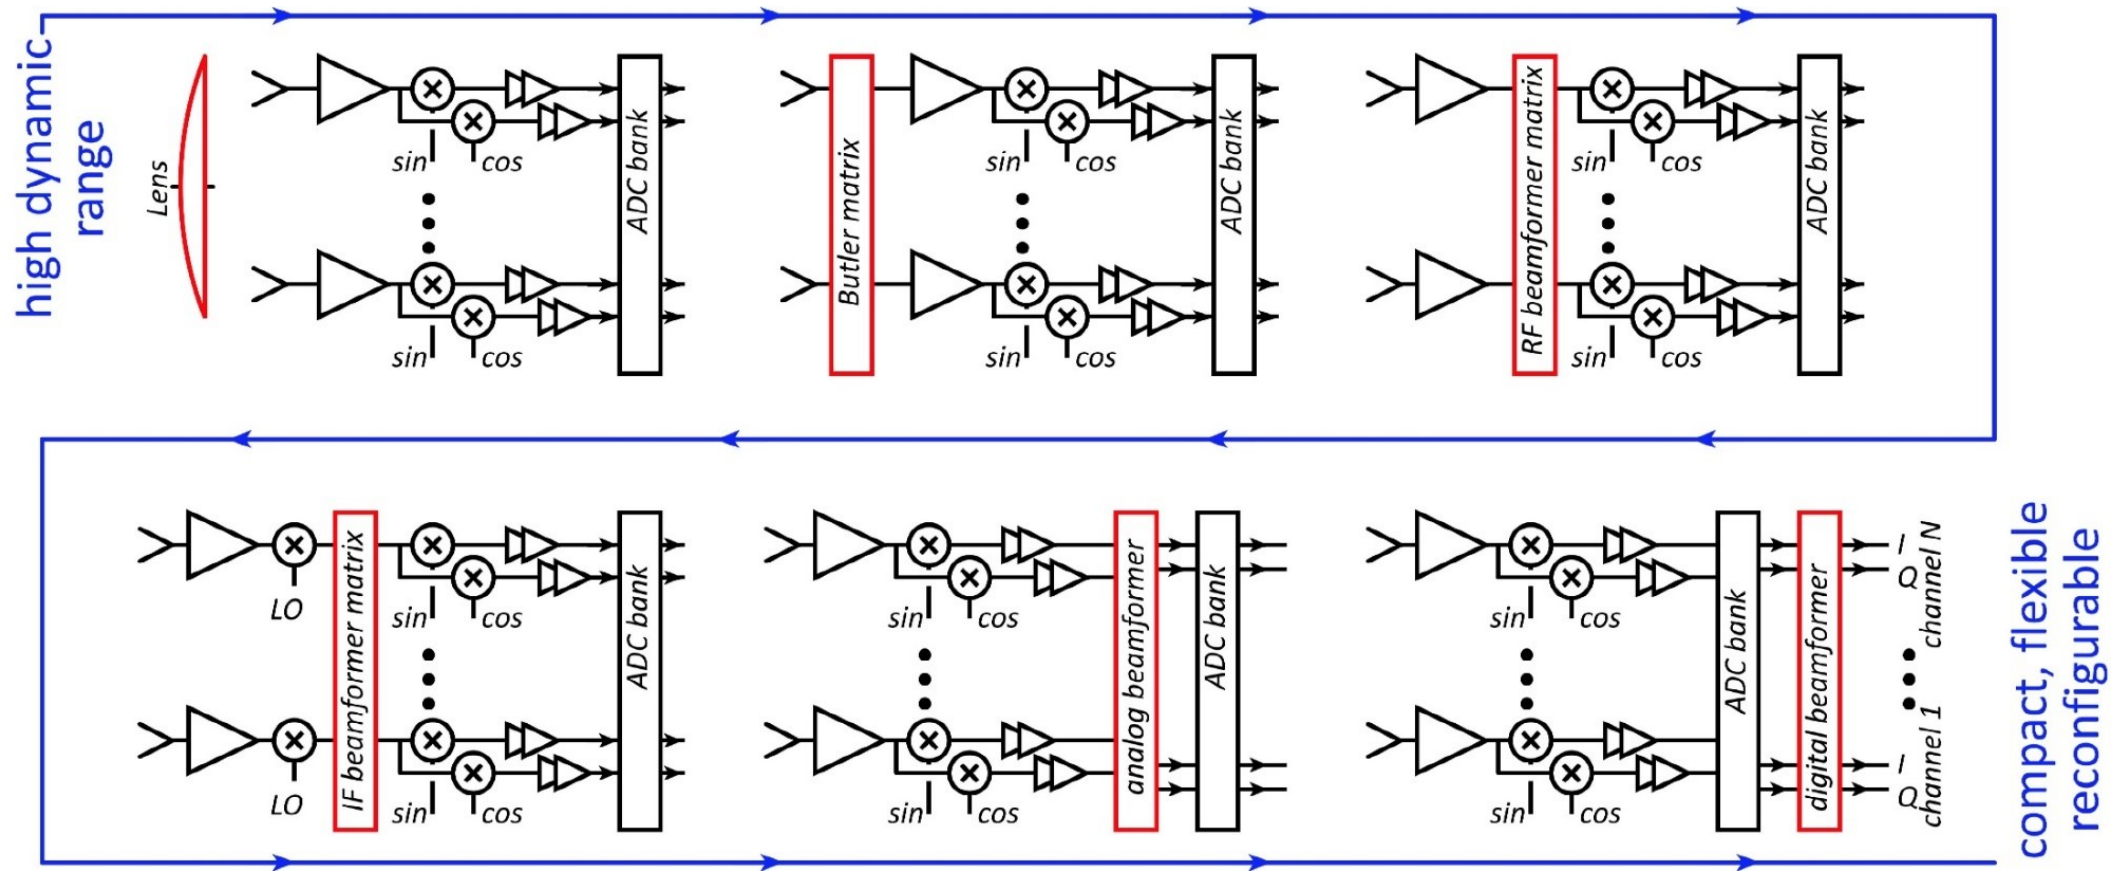 high dynamic
range
Lens
sin
cos
sin
cos
ADC bank
Butler matrix
sin
cos
sin
cos
ADC bank
RF beamformer matrix
sin
cos
sin
cos
ADC bank
LO
LO
IF beamformer matrix
sin
cos
sin
cos
ADC bank
sin
cos
sin
cos
analog beamformer
ADC bank
sin
cos
sin
cos
ADC bank
digital beamformer
I
Q
channel N
I
Q
channel 1
compact, flexible
reconfigurable